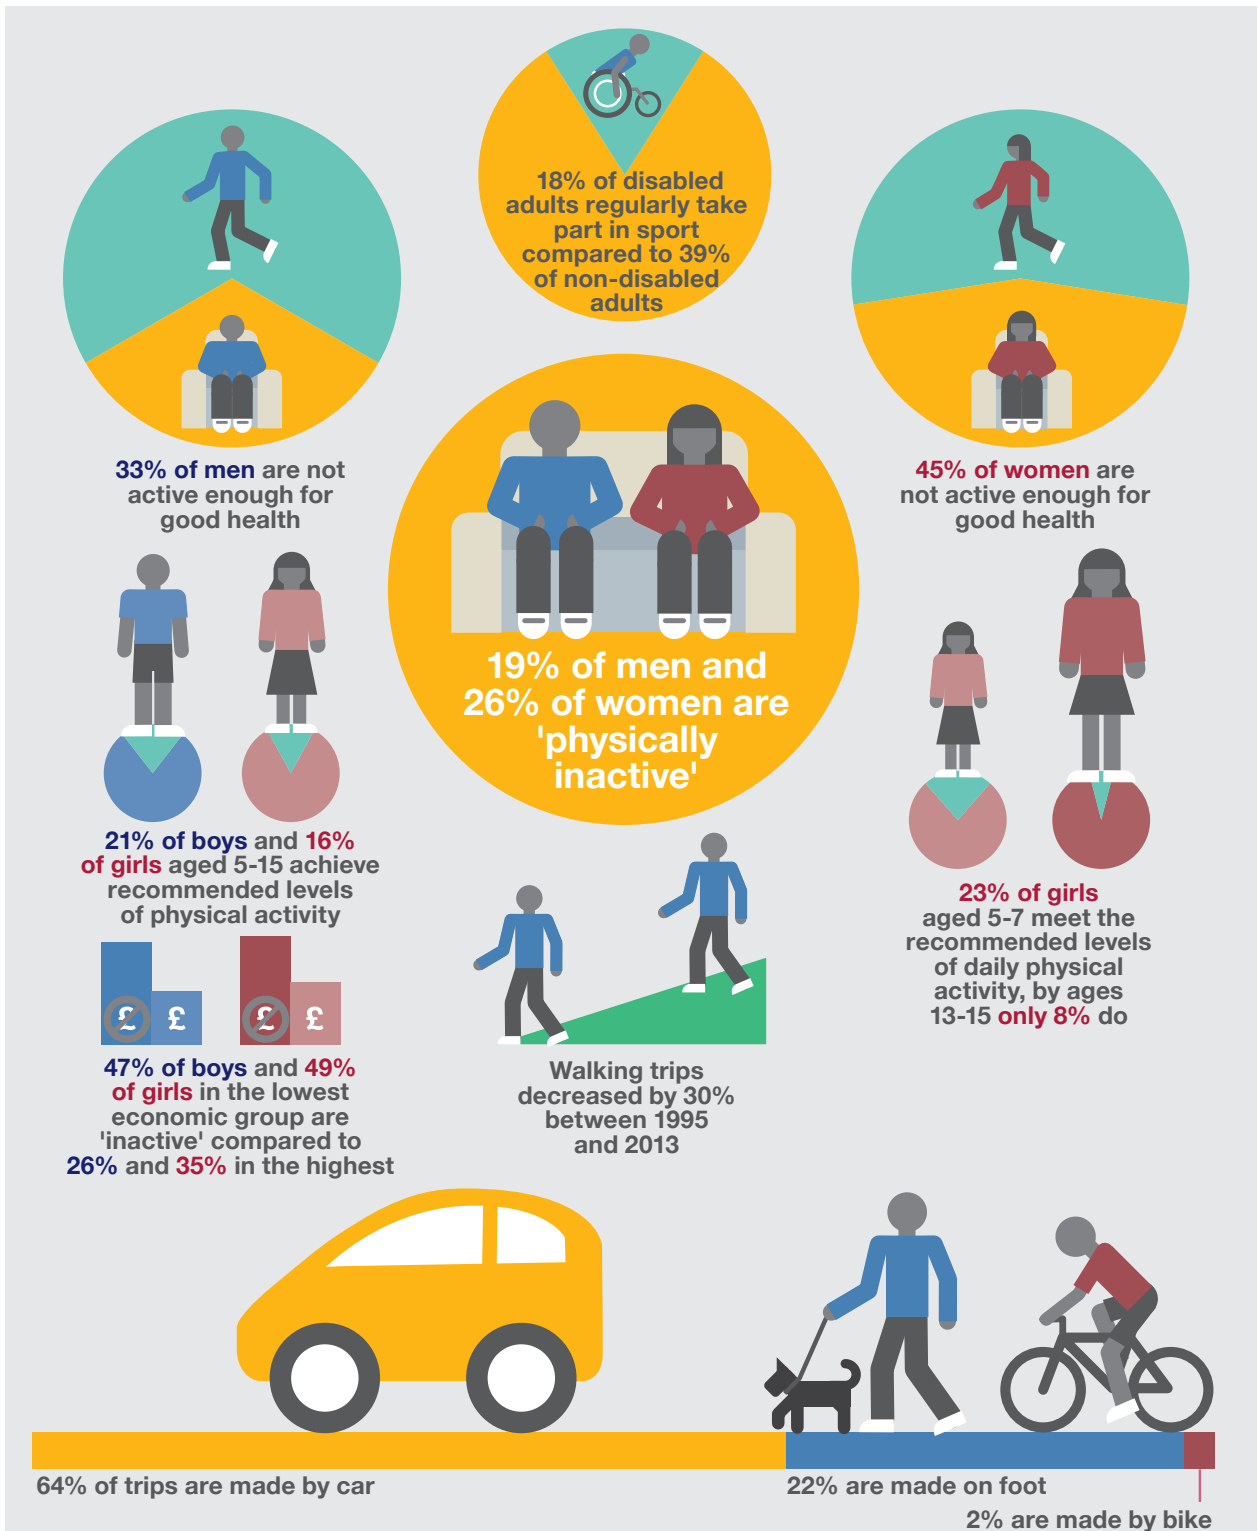 18% of disabled
adults regularly take
part in sport
compared to 39%
of non-disabled
adults
33% of men are not
active enough for
good health
45% of women are
not active enough for
good health
19% of men and
26% of women are
'physically
inactive'
21% of boys and 16%
of girls aged 5-15 achieve
recommended levels
of physical activity
23% of girls
aged 5-7 meet the
recommended levels
of daily physical
activity, by ages
13-15 only 8% do
£ £ £ £
47% of boys and 49%
of girls in the lowest
economic group are
'inactive' compared to
26% and 35% in the highest
Walking trips
decreased by 30%
between 1995
and 2013
64% of trips are made by car
22% are made on foot
2% are made by bike